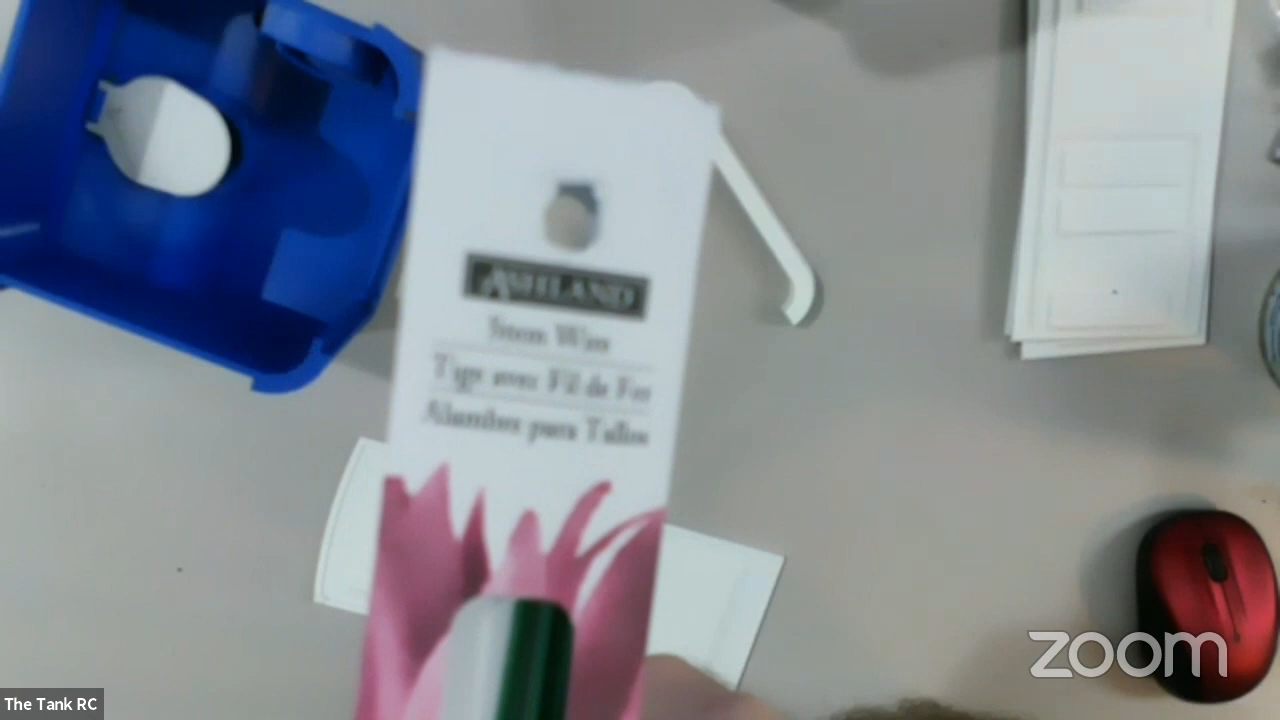 ASHLAND
Stem Wire
Tige avec Fil de Fer
Alambre para Tallos
zoom
The Tank RC